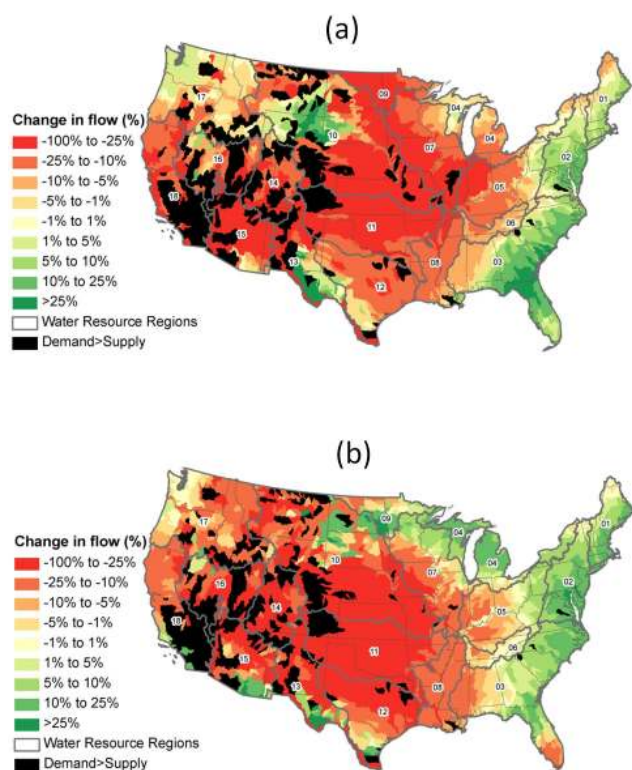 (a)
Change in flow (%)
-100% to -25%
-25% to -10%
-10% to -5%
-5% to -1%
-1% to 1%
1% to 5%
5% to 10%
10% to 25%
>25%
Water Resource Regions
Demand>Supply
09
01
17
04
04
10
07
02
16
05
14
18
06
11
15
03
08
13
12
(b)
Change in flow (%)
-100% to -25%
-25% to -10%
-10% to -5%
-5% to -1%
-1% to 1%
1% to 5%
5% to 10%
10% to 25%
>25%
Water Resource Regions
Demand>Supply
09
01
17
04
04
10
07
02
16
05
14
18
06
11
15
03
08
13
12